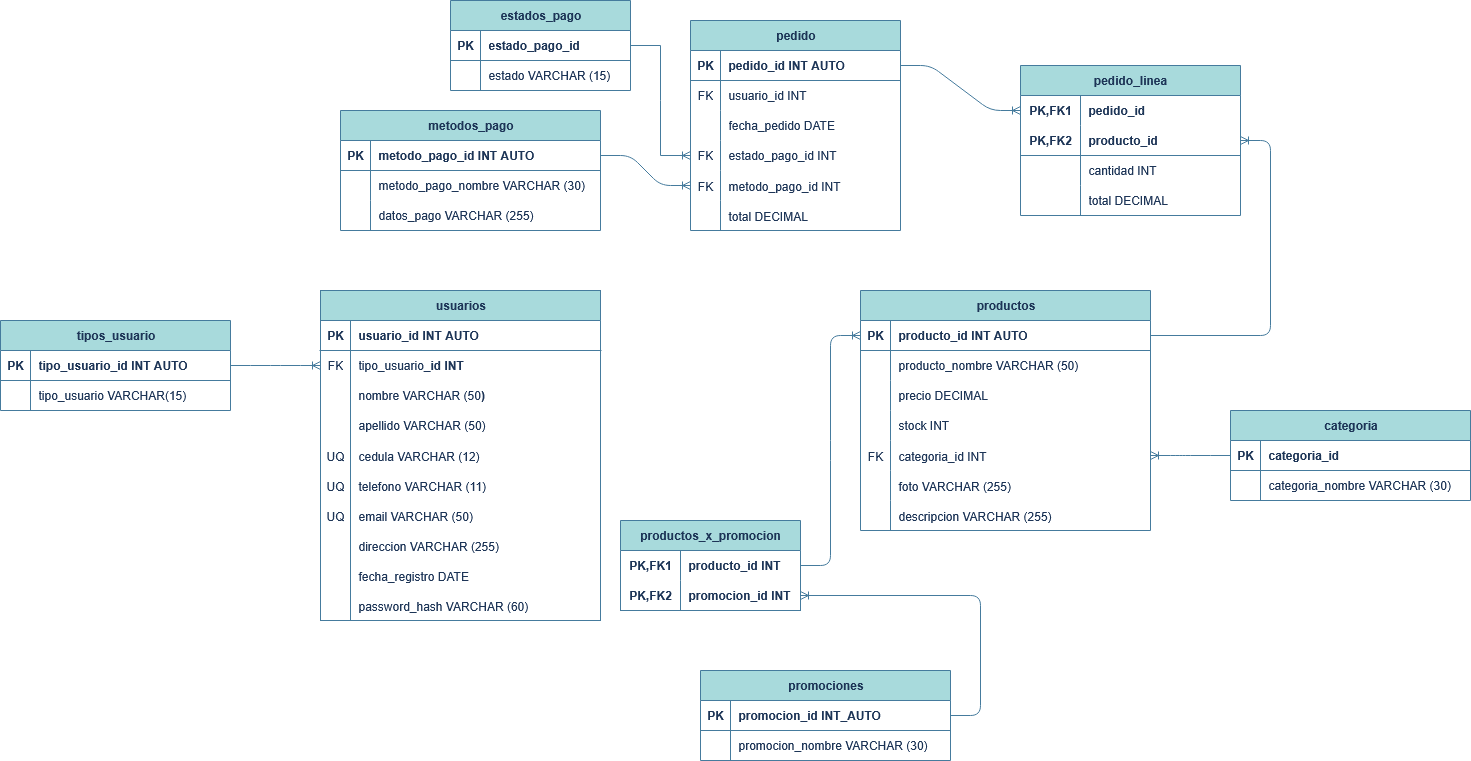 estados_pago
PK estado_pago_id
estado VARCHAR (15)
metodos_pago
PK metodo_pago_id INT AUTO
metodo_pago_nombre VARCHAR (30)
datos_pago VARCHAR (255)
pedido
PK pedido_id INT AUTO
FK usuario_id INT
fecha_pedido DATE
FK estado_pago_id INT
FK metodo_pago_id INT
total DECIMAL
pedido_linea
PK,FK1 pedido_id
PK,FK2 producto_id
cantidad INT
total DECIMAL
tipos_usuario
PK tipo_usuario_id INT AUTO
tipo_usuario VARCHAR(15)
usuarios
PK usuario_id INT AUTO
FK tipo_usuario_id INT
nombre VARCHAR (50)
apellido VARCHAR (50)
UQ cedula VARCHAR (12)
UQ telefono VARCHAR (11)
UQ email VARCHAR (50)
direccion VARCHAR (255)
fecha_registro DATE
password_hash VARCHAR (60)
productos
PK producto_id INT AUTO
producto_nombre VARCHAR (50)
precio DECIMAL
stock INT
FK categoria_id INT
foto VARCHAR (255)
descripcion VARCHAR (255)
categoria
PK categoria_id
categoria_nombre VARCHAR (30)
productos_x_promocion
PK,FK1 producto_id INT
PK,FK2 promocion_id INT
promociones
PK promocion_id INT_AUTO
promocion_nombre VARCHAR (30)